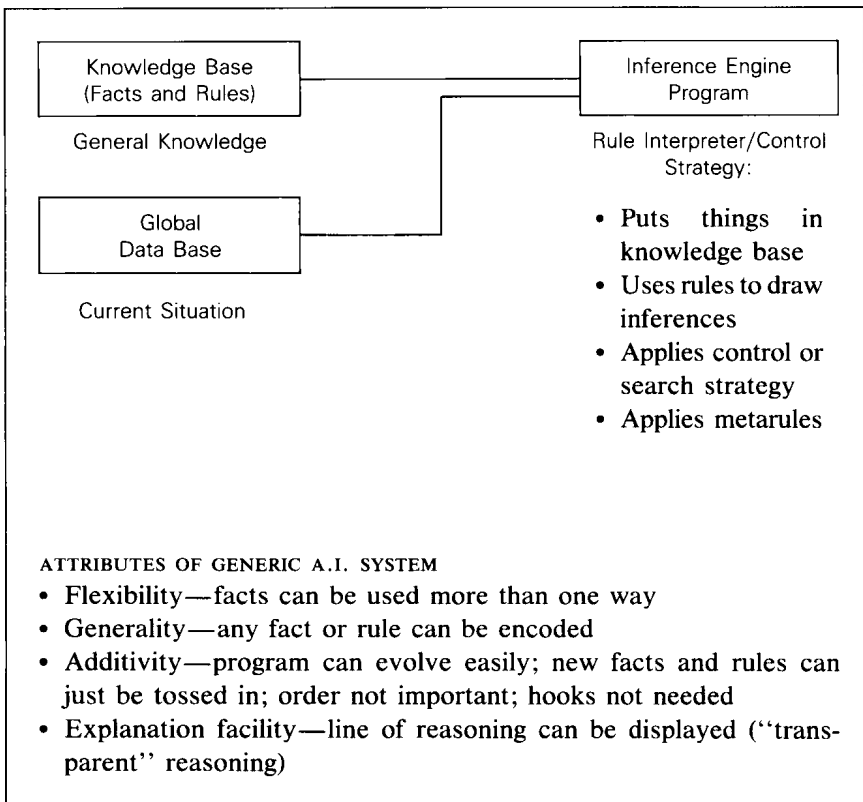 Knowledge Base
(Facts and Rules)
General Knowledge
Global
Data Base
Current Situation
Inference Engine
Program
Rule Interpreter/Control
Strategy:
• Puts things in
knowledge base
• Uses rules to draw
inferences
• Applies control or
search strategy
• Applies metarules
ATTRIBUTES OF GENERIC A.I. SYSTEM
• Flexibility—facts can be used more than one way
• Generality—any fact or rule can be encoded
• Additivity—program can evolve easily; new facts and rules can
just be tossed in; order not important; hooks not needed
• Explanation facility—line of reasoning can be displayed (‘‘trans-
parent’’ reasoning)